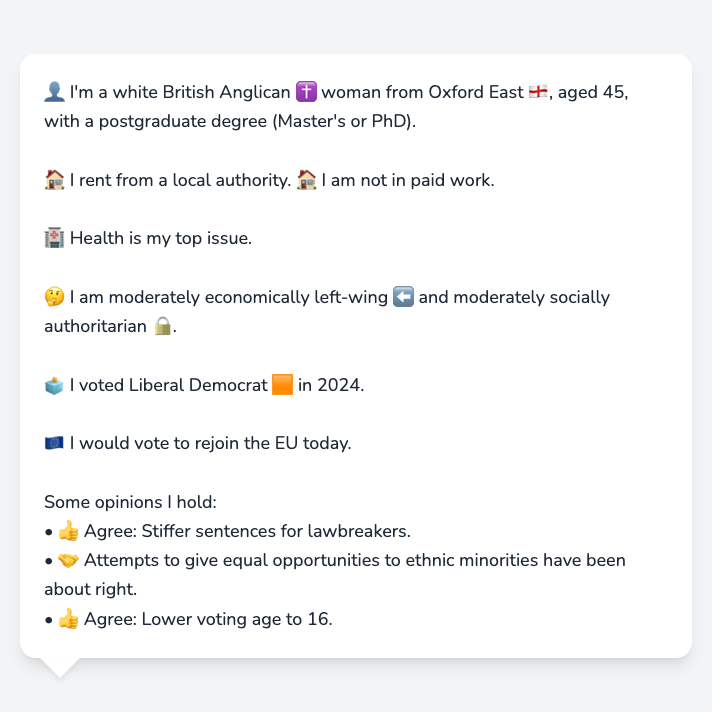 👤 I'm a white British Anglican ✝️ woman from Oxford East 🏴󠁧󠁢󠁥󠁮󠁧󠁿, aged 45,
with a postgraduate degree (Master's or PhD).
🏠 I rent from a local authority. 🏠 I am not in paid work.
🏥 Health is my top issue.
🤔 I am moderately economically left-wing ⬅️ and moderately socially
authoritarian 🔒.
🗳️ I voted Liberal Democrat 🟧 in 2024.
🇪🇺 I would vote to rejoin the EU today.
Some opinions I hold:
• 👍 Agree: Stiffer sentences for lawbreakers.
• 🤝 Attempts to give equal opportunities to ethnic minorities have been
about right.
• 👍 Agree: Lower voting age to 16.